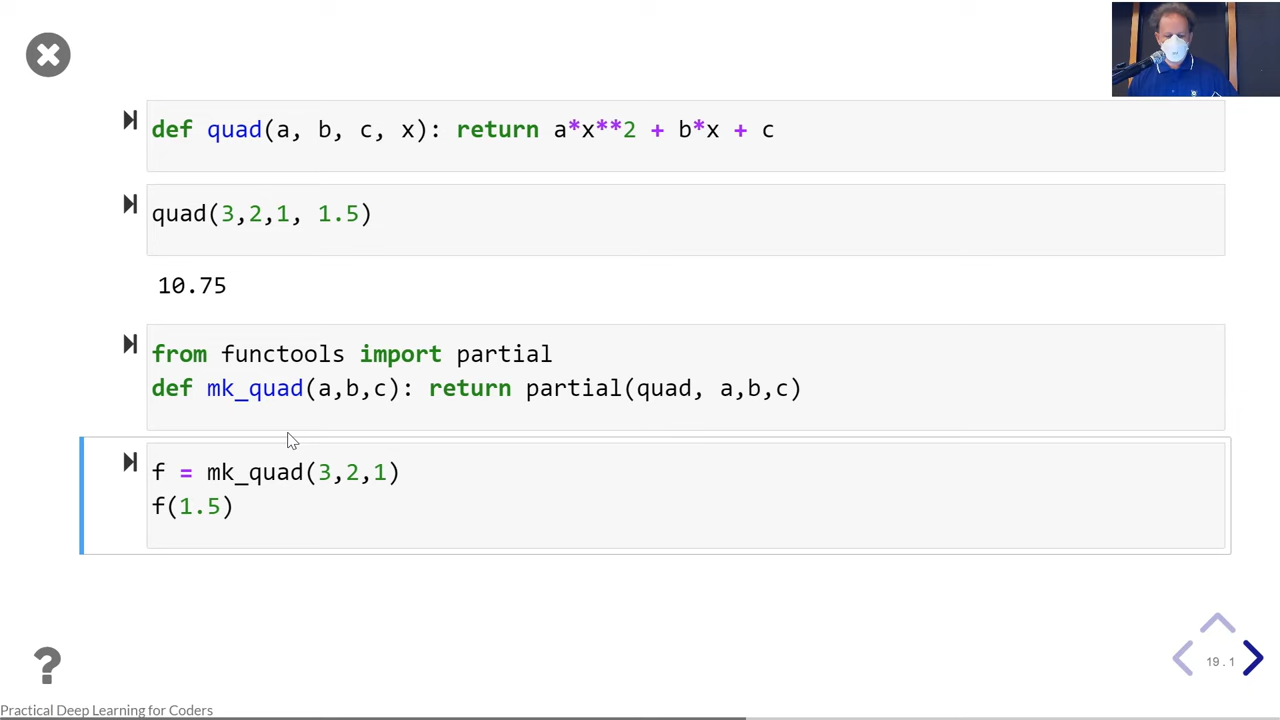 def quad(a, b, c, x): return a*x**2 + b*x + c
quad(3,2,1, 1.5)
10.75
from functools import partial
def mk_quad(a,b,c): return partial(quad, a,b,c)
f = mk_quad(3,2,1)
f(1.5)
?
19.1
Practical Deep Learning for Coders